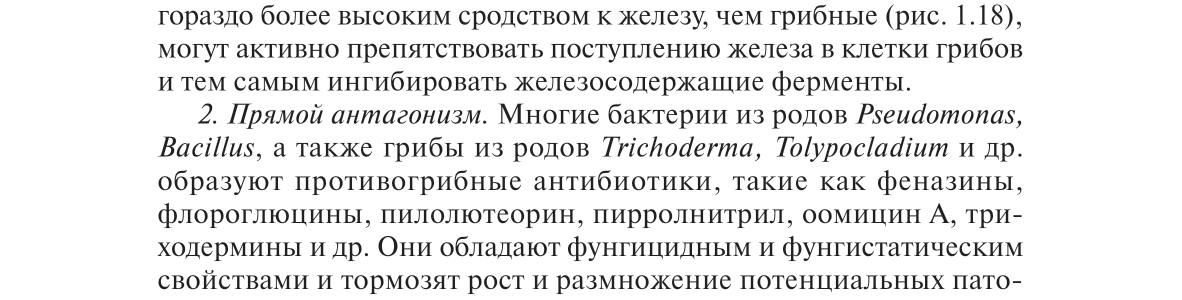 гораздо более высоким сродством к железу, чем грибные (рис. 1.18),
могут активно препятствовать поступлению железа в клетки грибов
и тем самым ингибировать железосодержащие ферменты.
2. Прямой антагонизм. Многие бактерии из родов Pseudomonas,
Bacillus, а также грибы из родов Trichoderma, Tolypocladium и др.
образуют противогрибные антибиотики, такие как феназины,
флороглюцины, пилолютеорин, пирролнитрил, оомицин А, три-
ходермины и др. Они обладают фунгицидным и фунгистатическим
свойствами и тормозят рост и размножение потенциальных пато-